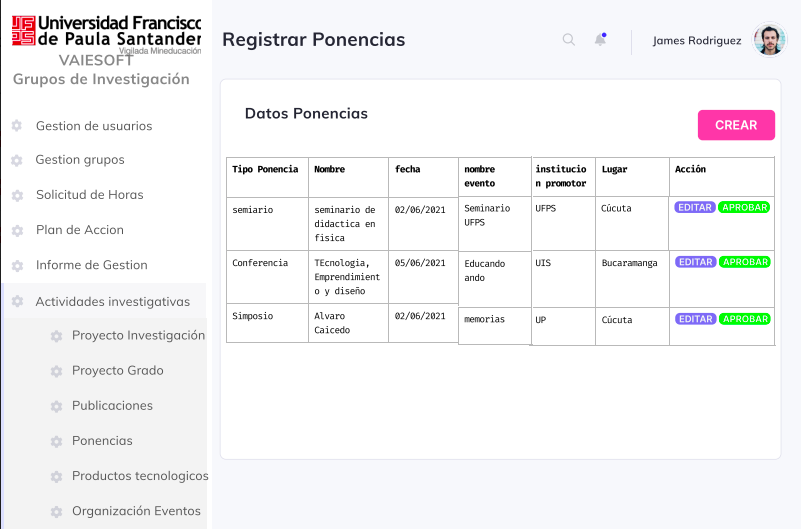 Universidad Francisco
de Paula Santander
Vigilada Mineducación
VAIESOFT
Grupos de Investigación
Gestion de usuarios
Gestion grupos
Solicitud de Horas
Plan de Accion
Informe de Gestion
Actividades investigativas
Proyecto Investigación
Proyecto Grado
Publicaciones
Ponencias
Productos tecnologicos
Organización Eventos
Registrar Ponencias
James Rodriguez
Datos Ponencias
CREAR
Tipo Ponencia Nombre fecha nombre evento institucion promotor Lugar Acción
semiario seminario de didactica en fisica 02/06/2021 Seminario UFPS UFPS Cúcuta EDITAR APROBAR
Conferencia TEcnologia, Emprendimiento y diseño 05/06/2021 Educando ando UIS Bucaramanga EDITAR APROBAR
Simposio Alvaro Caicedo 02/06/2021 memorias UP Cúcuta EDITAR APROBAR